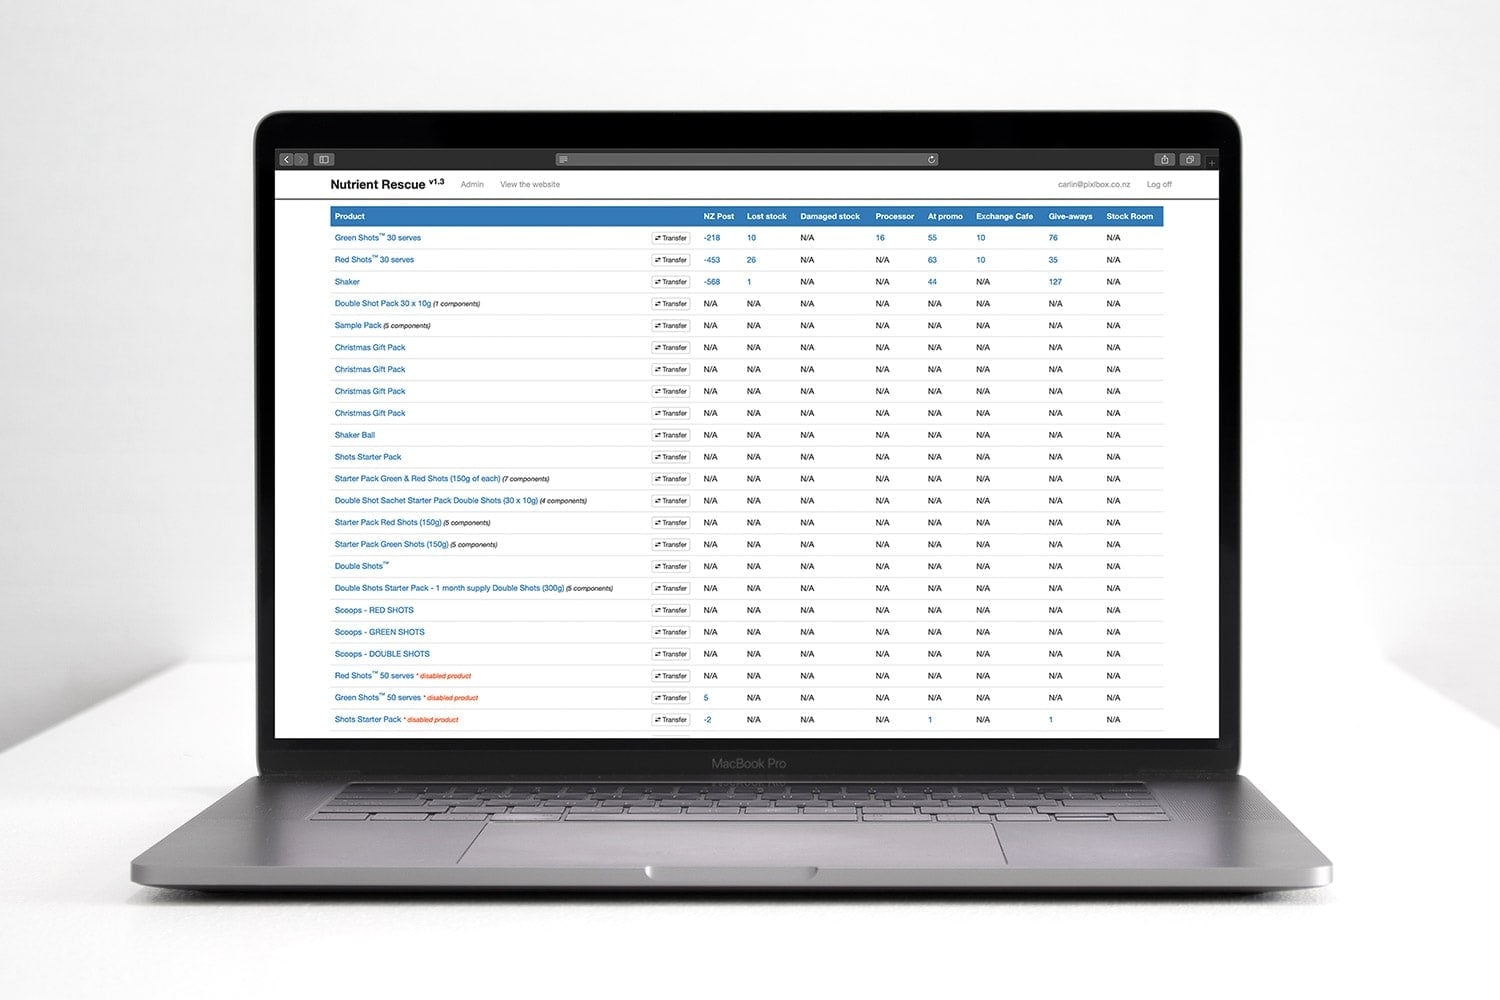 Nutrient Rescue v1.3 Admin View the website carlin@pixlbox.co.nz Log off
Product NZ Post Lost stock Damaged stock Processor At promo Exchange Cafe Give-aways Stock Room
Green Shots™ 30 serves Transfer -218 10 N/A 16 55 10 76 N/A
Red Shots™ 30 serves Transfer -453 26 N/A N/A 63 10 35 N/A
Shaker Transfer -568 1 N/A N/A 44 N/A 127 N/A
Double Shot Pack 30 x 10g (1 components) Transfer N/A N/A N/A N/A N/A N/A N/A N/A
Sample Pack (5 components) Transfer N/A N/A N/A N/A N/A N/A N/A N/A
Christmas Gift Pack Transfer N/A N/A N/A N/A N/A N/A N/A N/A
Christmas Gift Pack Transfer N/A N/A N/A N/A N/A N/A N/A N/A
Christmas Gift Pack Transfer N/A N/A N/A N/A N/A N/A N/A N/A
Christmas Gift Pack Transfer N/A N/A N/A N/A N/A N/A N/A N/A
Shaker Ball Transfer N/A N/A N/A N/A N/A N/A N/A N/A
Shots Starter Pack Transfer N/A N/A N/A N/A N/A N/A N/A N/A
Starter Pack Green & Red Shots (150g of each) (7 components) Transfer N/A N/A N/A N/A N/A N/A N/A N/A
Double Shot Sachet Starter Pack Double Shots (30 x 10g) (4 components) Transfer N/A N/A N/A N/A N/A N/A N/A N/A
Starter Pack Red Shots (150g) (5 components) Transfer N/A N/A N/A N/A N/A N/A N/A N/A
Starter Pack Green Shots (150g) (5 components) Transfer N/A N/A N/A N/A N/A N/A N/A N/A
Double Shots™ Transfer N/A N/A N/A N/A N/A N/A N/A N/A
Double Shots Starter Pack - 1 month supply Double Shots (300g) (5 components) Transfer N/A N/A N/A N/A N/A N/A N/A N/A
Scoops - RED SHOTS Transfer N/A N/A N/A N/A N/A N/A N/A N/A
Scoops - GREEN SHOTS Transfer N/A N/A N/A N/A N/A N/A N/A N/A
Scoops - DOUBLE SHOTS Transfer N/A N/A N/A N/A N/A N/A N/A N/A
Red Shots™ 50 serves * disabled product Transfer N/A N/A N/A N/A N/A N/A N/A N/A
Green Shots™ 50 serves * disabled product Transfer 5 N/A N/A N/A N/A N/A N/A N/A
Shots Starter Pack * disabled product Transfer -2 N/A N/A N/A 1 N/A 1 N/A
MacBook Pro